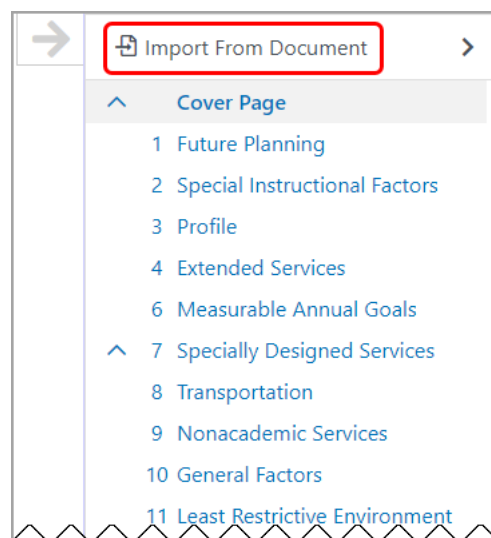 Import From Document
Cover Page
1 Future Planning
2 Special Instructional Factors
3 Profile
4 Extended Services
6 Measurable Annual Goals
7 Specially Designed Services
8 Transportation
9 Nonacademic Services
10 General Factors
11 Least Restrictive Environment